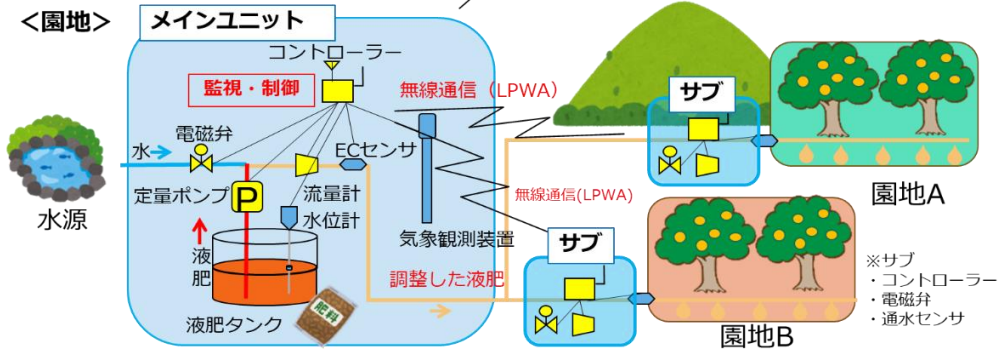 <園地>
メインユニット
コントローラー
監視・制御
無線通信（LPWA）
サブ
電磁弁
ECセンサ
水→
定量ポンプ
P
流量計
水位計
無線通信(LPWA)
園地A
水源
液肥
気象観測装置
サブ
調整した液肥
※サブ
・コントローラー
・電磁弁
・通水センサ
肥料
液肥タンク
園地B